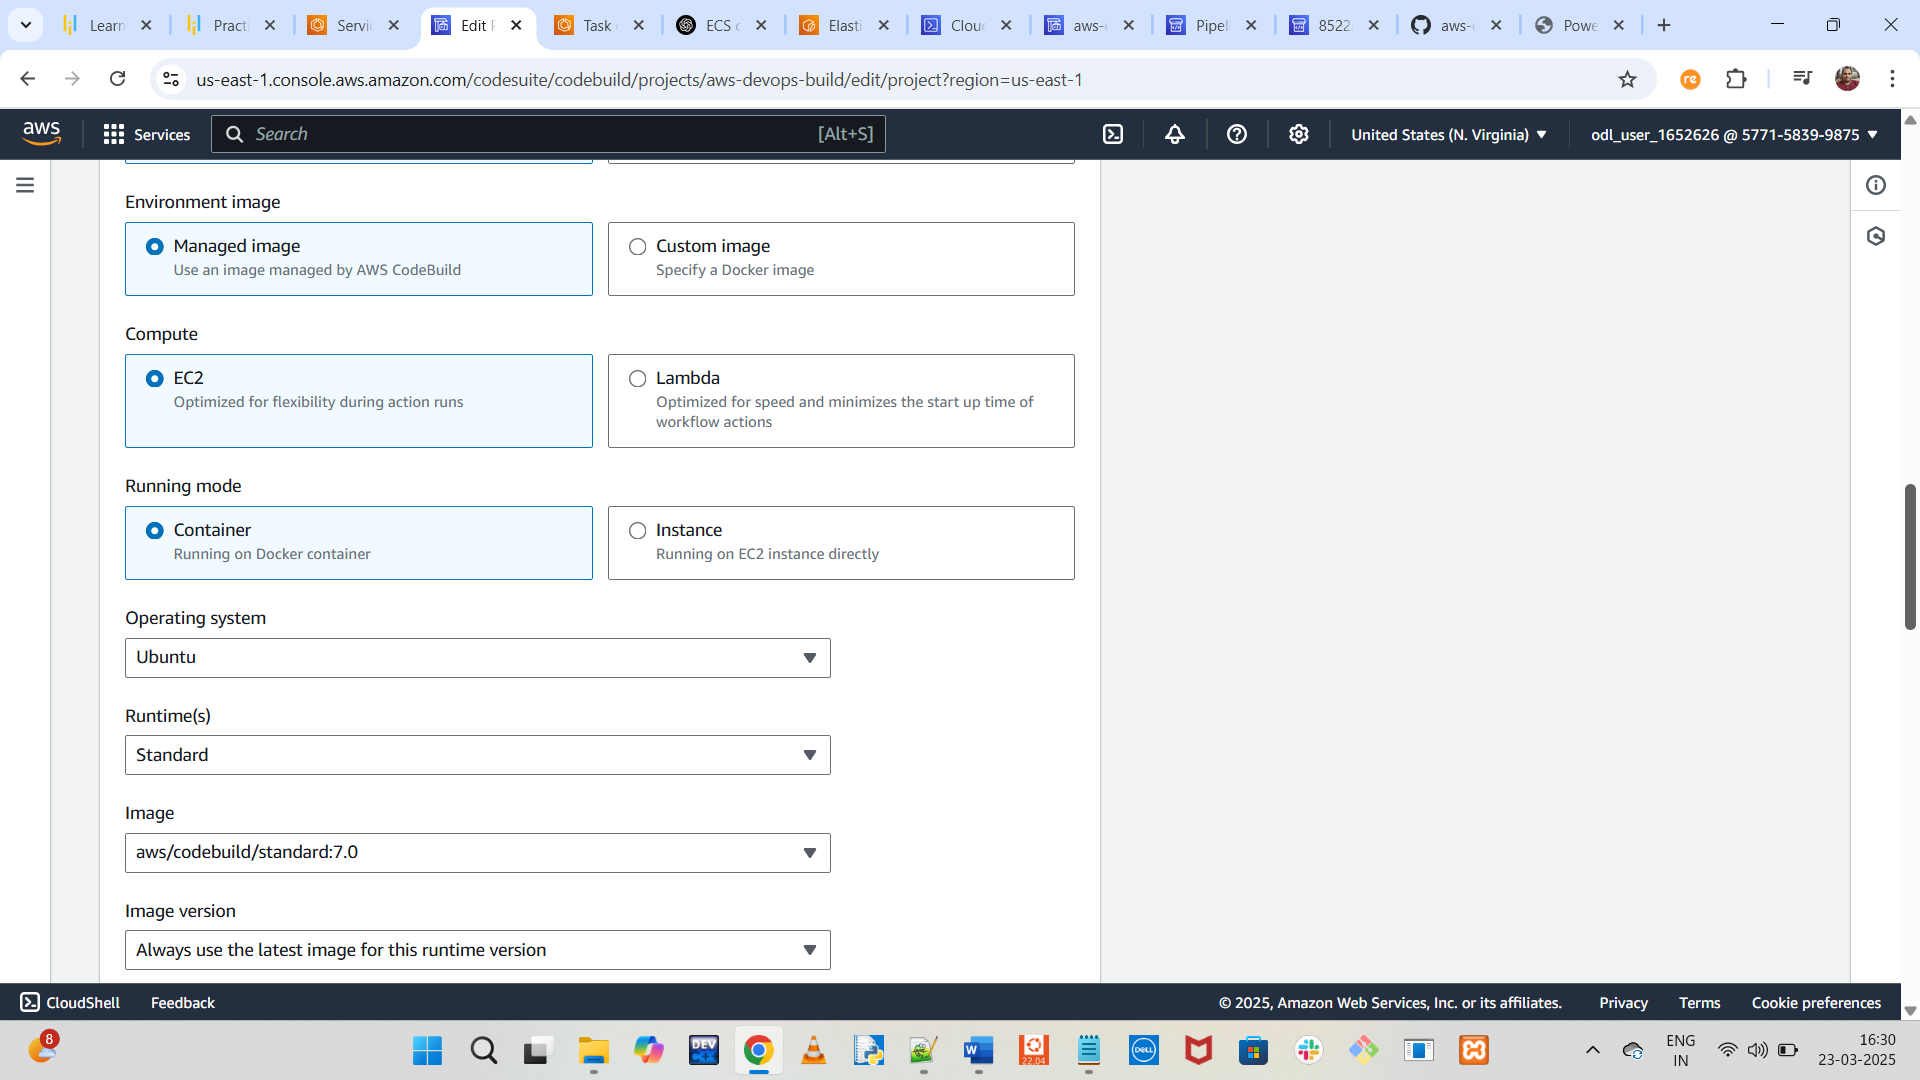 Learn
Practi
Servic
Edit P
Task
ECS
Elasti
Clou
aws-
Pipel
8522
aws-
Powe
us-east-1.console.aws.amazon.com/codesuite/codebuild/projects/aws-devops-build/edit/project?region=us-east-1
re
aws
Services
Search
[Alt+S]
United States (N. Virginia)
odl_user_1652626 @ 5771-5839-9875
Environment image
Managed image
Use an image managed by AWS CodeBuild
Custom image
Specify a Docker image
Compute
EC2
Optimized for flexibility during action runs
Lambda
Optimized for speed and minimizes the start up time of
workflow actions
Running mode
Container
Running on Docker container
Instance
Running on EC2 instance directly
Operating system
Ubuntu
Runtime(s)
Standard
Image
aws/codebuild/standard:7.0
Image version
Always use the latest image for this runtime version
CloudShell
Feedback
© 2025, Amazon Web Services, Inc. or its affiliates.
Privacy
Terms
Cookie preferences
8
DEV
C++
W
22.04
DELL
ENG
IN
16:30
23-03-2025